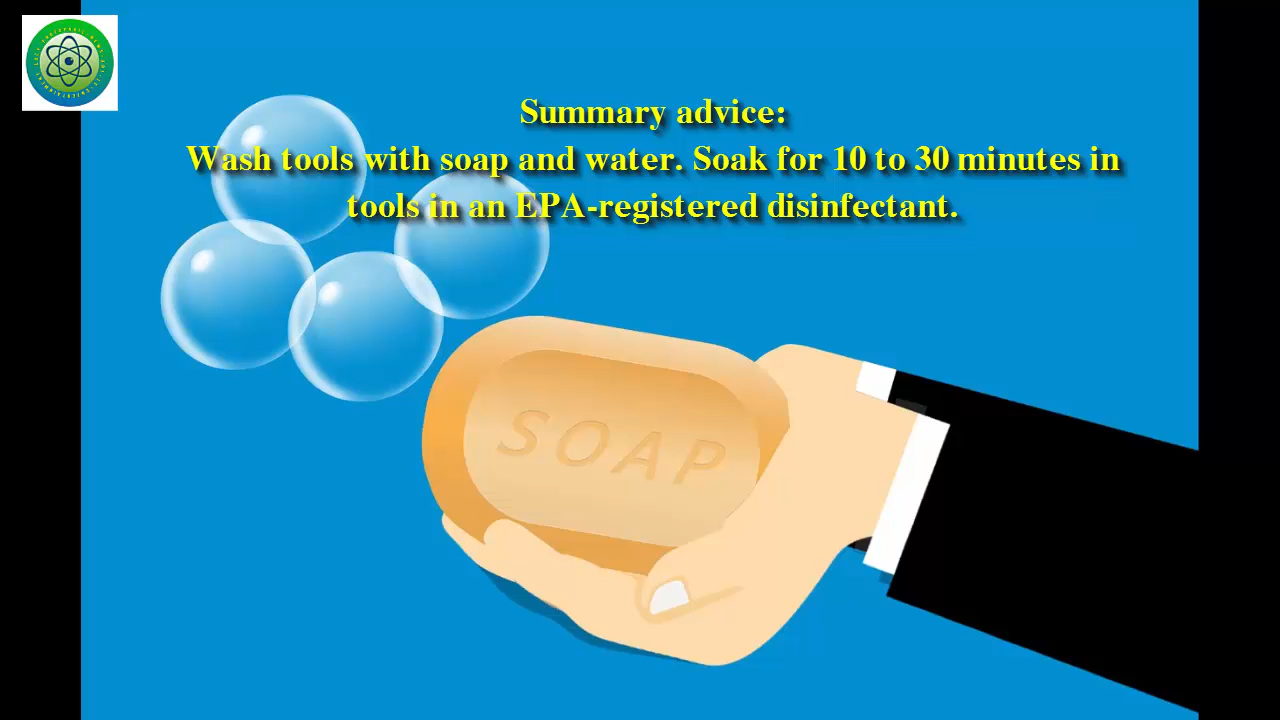 Summary advice:
Wash tools with soap and water. Soak for 10 to 30 minutes in
tools in an EPA-registered disinfectant.
SOAP